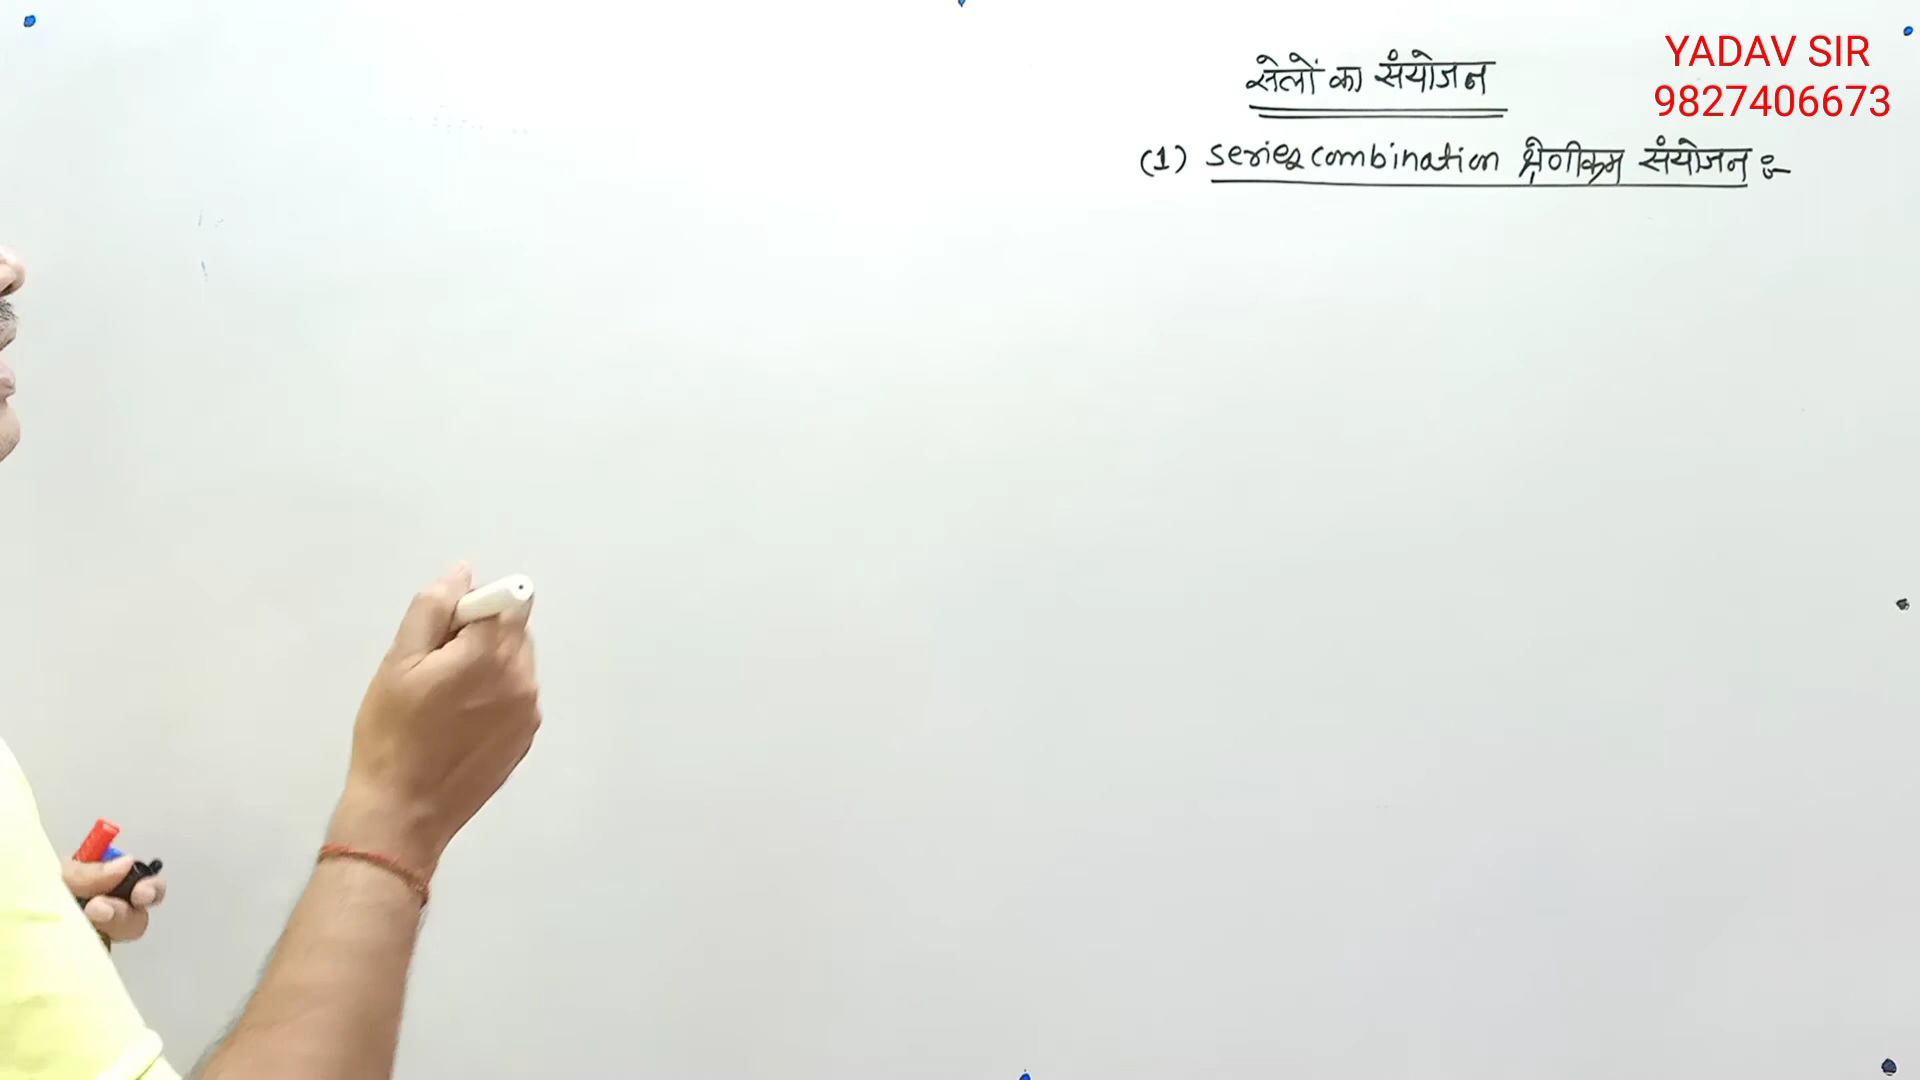 YADAV SIR
9827406673
सेलों का संयोजन
(1) series combination श्रेणीक्रम संयोजन :-